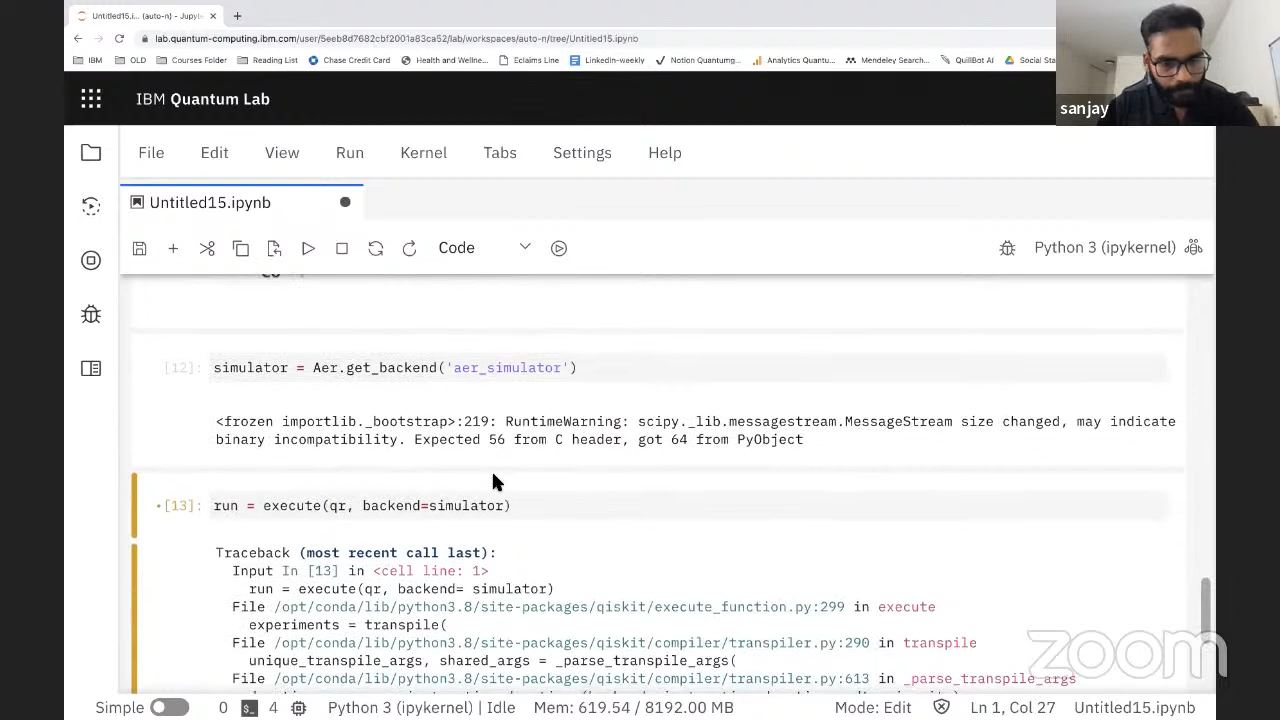 Untitled15.i... (auto-n) - Jupyte
lab.quantum-computing.ibm.com/user/5eeb8d7682cbf2001a83ca52/lab/workspaces/auto-n/tree/Untitled15.ipynb
IBM OLD Courses Folder Reading List Chase Credit Card Health and Wellne... Eclaims Line LinkedIn-weekly Notion Quantumg... Analytics Quantu... Mendeley Search... QuillBot AI Social Sta
sanjay
IBM Quantum Lab
File Edit View Run Kernel Tabs Settings Help
Untitled15.ipynb
Code Python 3 (ipykernel)
[12]: simulator = Aer.get_backend('aer_simulator')
<frozen importlib._bootstrap>:219: RuntimeWarning: scipy._lib.messagestream.MessageStream size changed, may indicate
binary incompatibility. Expected 56 from C header, got 64 from PyObject
•[13]: run = execute(qr, backend=simulator)
Traceback (most recent call last):
Input In [13] in <cell line: 1>
run = execute(qr, backend= simulator)
File /opt/conda/lib/python3.8/site-packages/qiskit/execute_function.py:299 in execute
experiments = transpile(
File /opt/conda/lib/python3.8/site-packages/qiskit/compiler/transpiler.py:290 in transpile
unique_transpile_args, shared_args = _parse_transpile_args(
File /opt/conda/lib/python3.8/site-packages/qiskit/compiler/transpiler.py:613 in _parse_transpile_args
zoom
Simple 0 4 Python 3 (ipykernel) | Idle Mem: 619.54 / 8192.00 MB Mode: Edit Ln 1, Col 27 Untitled15.ipynb